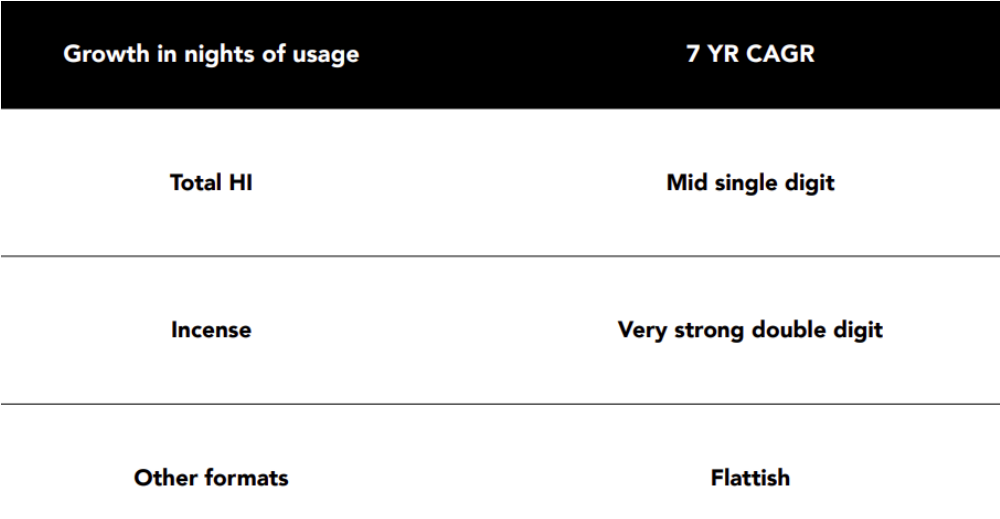 Growth in nights of usage 7 YR CAGR
Total HI Mid single digit
Incense Very strong double digit
Other formats Flattish